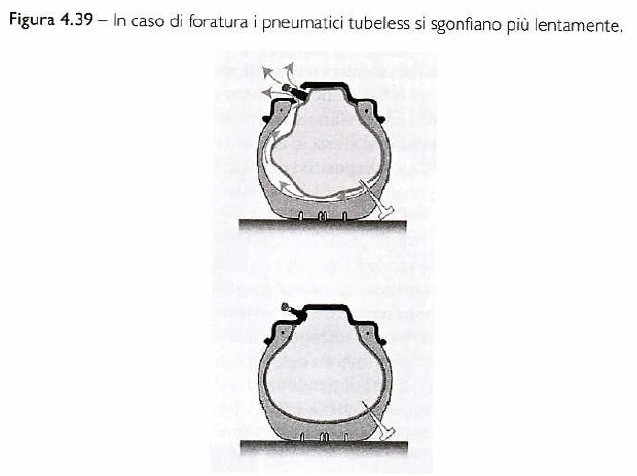 Figura 4.39 – In caso di foratura i pneumatici tubeless si sgonfiano più lentamente.